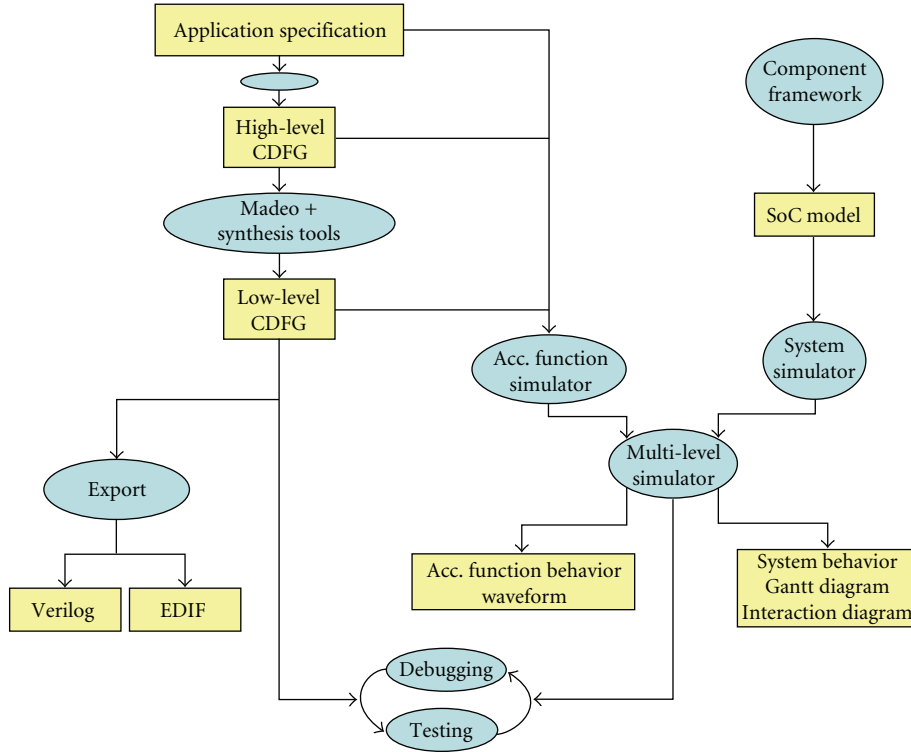 Application specification
Component
framework
High-level
CDFG
Madeo +
synthesis tools
SoC model
Low-level
CDFG
Acc. function
simulator
System
simulator
Multi-level
simulator
Export
Acc. function behavior
waveform
System behavior
Gantt diagram
Interaction diagram
Verilog
EDIF
Debugging
Testing